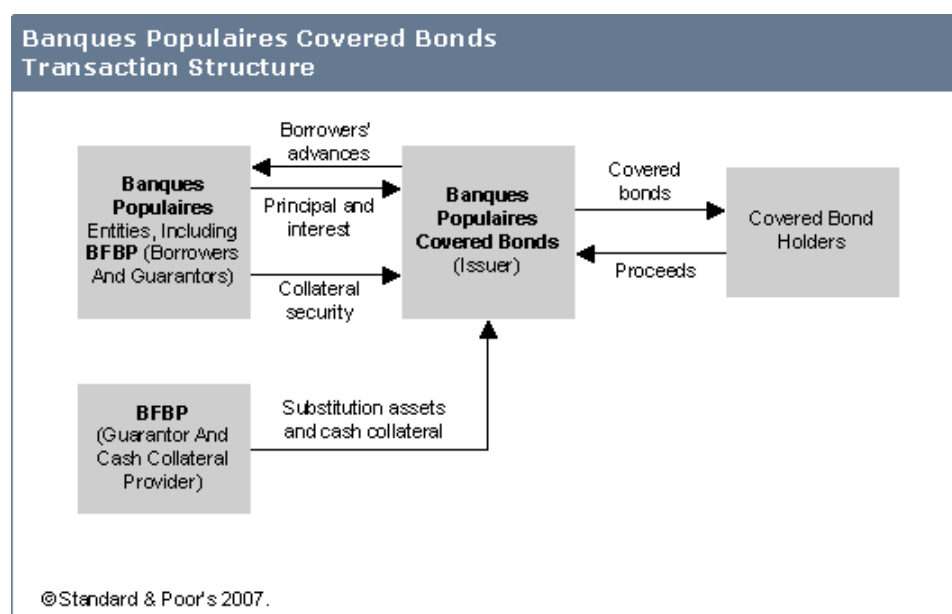 Banques Populaires Covered Bonds
Transaction Structure
Borrowers'
advances
Banques
Populaires
Entities, Including
BFBP (Borrowers
And Guarantors)
Principal and
interest
Collateral
security
Banques
Populaires
Covered Bonds
(Issuer)
Covered
bonds
Proceeds
Covered Bond
Holders
BFBP
(Guarantor And
Cash Collateral
Provider)
Substitution assets
and cash collateral
©Standard & Poor's 2007.